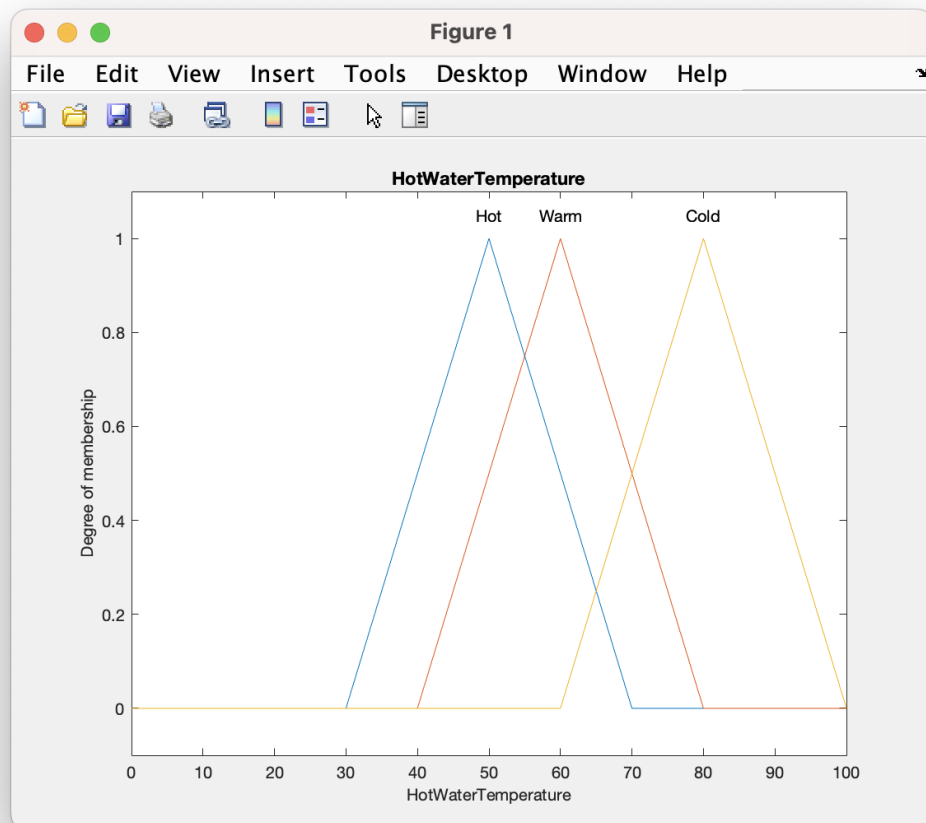 Figure 1
File Edit View Insert Tools Desktop Window Help
HotWaterTemperature
Hot Warm Cold
1
0.8
0.6
0.4
0.2
0
Degree of membership
0 10 20 30 40 50 60 70 80 90 100
HotWaterTemperature